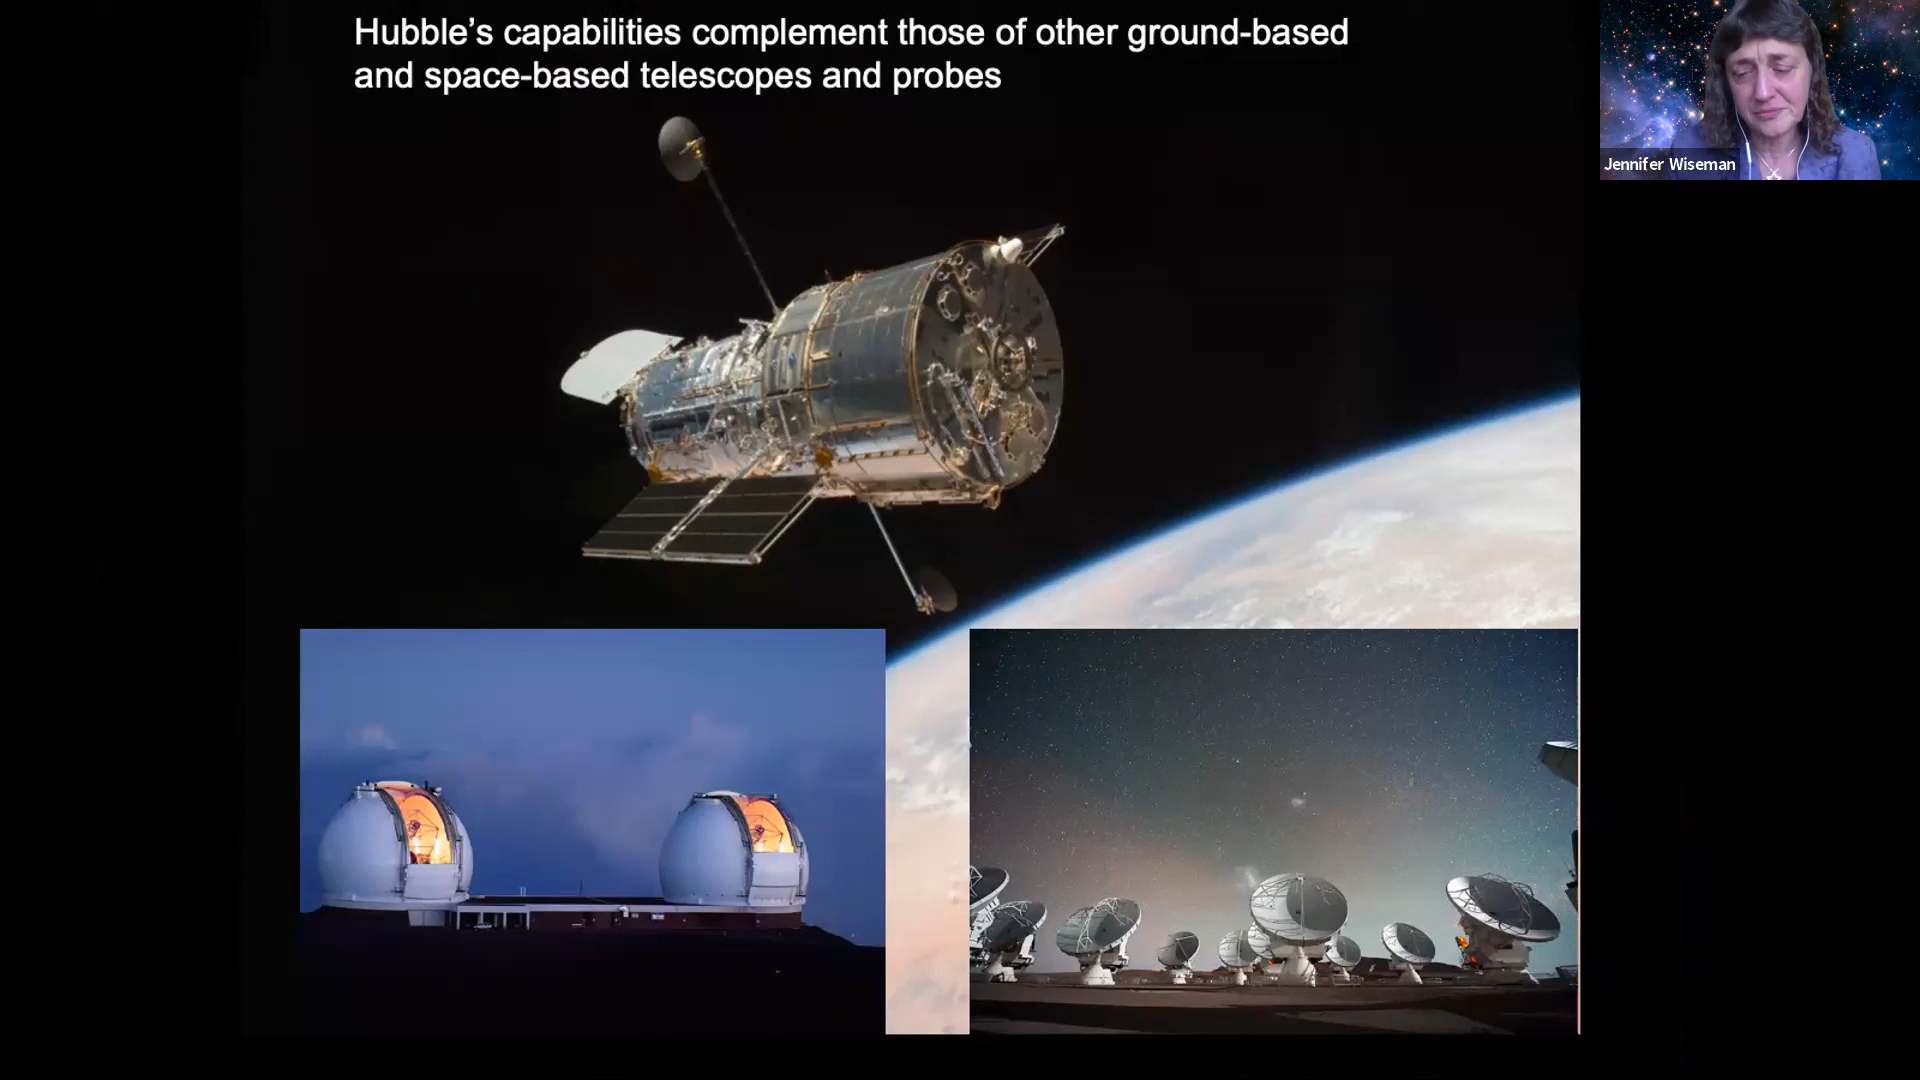 Hubble’s capabilities complement those of other ground-based
and space-based telescopes and probes
Jennifer Wiseman